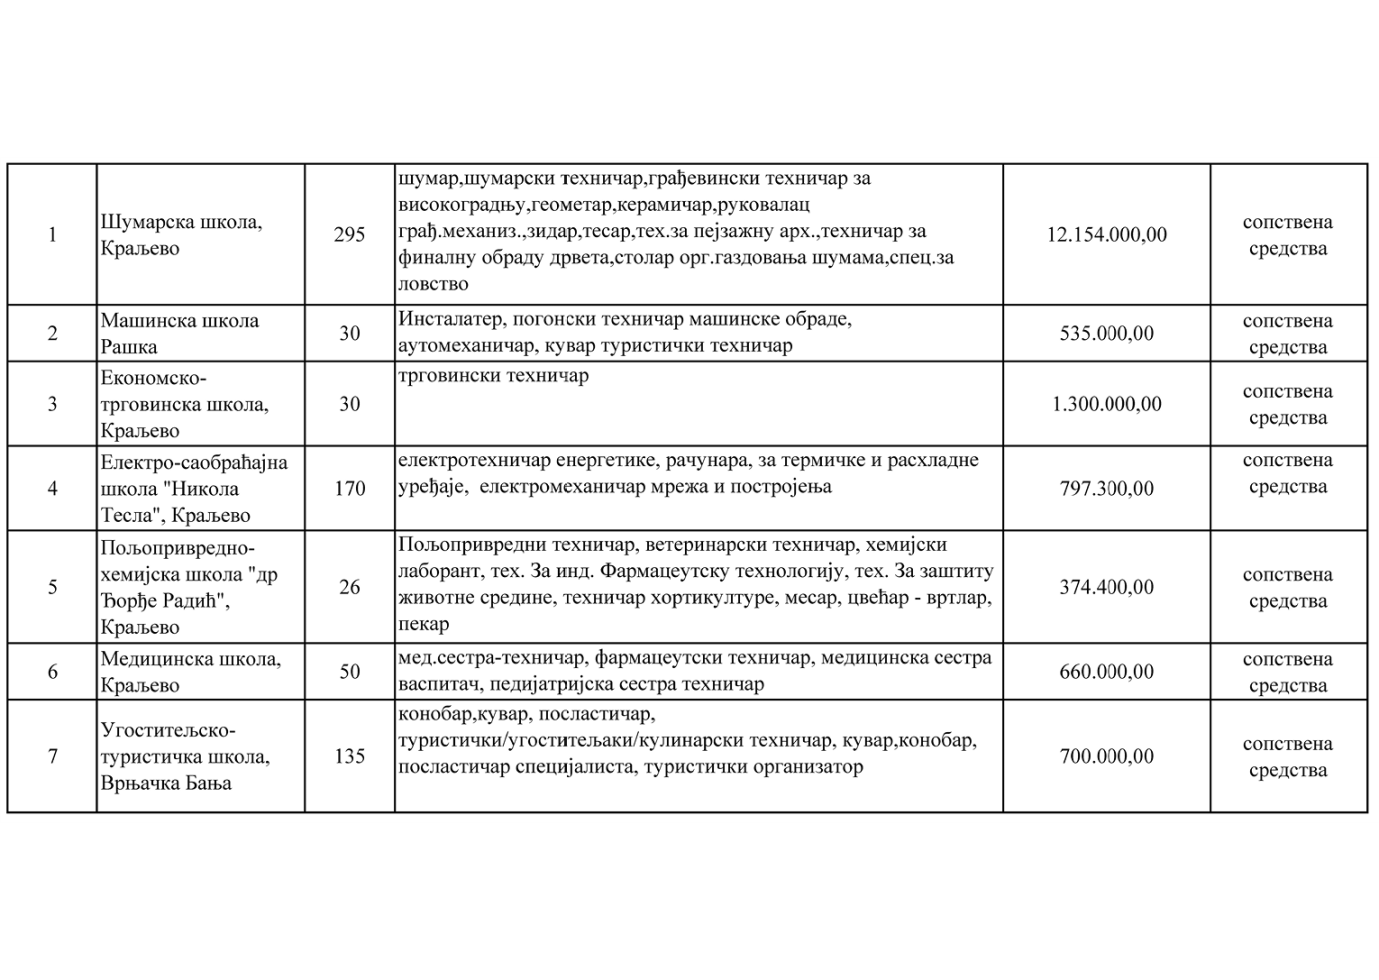 1
Шумарска школа,
Краљево
295
шумар,шумарски техничар,грађевински техничар за
високоградњу,геометар,керамичар,руковалац
грађ.механиз.,зидар,тесар,тех.за пејзажну арх.,техничар за
финалну обраду дрвета,столар орг.газдовања шумама,спец.за
ловство
12.154.000,00
сопствена
средства
2
Машинска школа
Рашка
30
Инсталатер, погонски техничар машинске обраде,
аутомеханичар, кувар туристички техничар
535.000,00
сопствена
средства
3
Економско-
трговинска школа,
Краљево
30
трговински техничар
1.300.000,00
сопствена
средства
4
Електро-саобраћајна
школа "Никола
Тесла", Краљево
170
електротехничар енергетике, рачунара, за термичке и расхладне
уређаје, електромеханичар мрежа и постројења
797.300,00
сопствена
средства
5
Пољопривредно-
хемијска школа "др
Ђорђе Радић",
Краљево
26
Пољопривредни техничар, ветеринарски техничар, хемијски
лаборант, тех. За инд. Фармацеутску технологију, тех. За заштиту
животне средине, техничар хортикултуре, месар, цвећар - вртлар,
пекар
374.400,00
сопствена
средства
6
Медицинска школа,
Краљево
50
мед.сестра-техничар, фармацеутски техничар, медицинска сестра
васпитач, педијатријска сестра техничар
660.000,00
сопствена
средства
7
Угоститељско-
туристичка школа,
Врњачка Бања
135
конобар,кувар, посластичар,
туристички/угоститељаки/кулинарски техничар, кувар,конобар,
посластичар специјалиста, туристички организатор
700.000,00
сопствена
средства